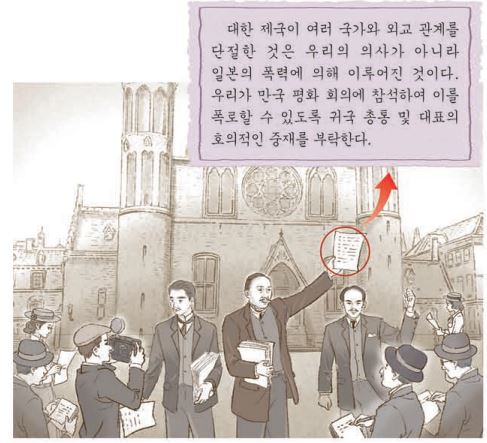 대한 제국이 여러 국가와 외교 관계를
단절한 것은 우리의 의사가 아니라
일본의 폭력에 의해 이루어진 것이다.
우리가 만국 평화 회의에 참석하여 이를
폭로할 수 있도록 귀국 총통 및 대표의
호의적인 중재를 부탁한다.